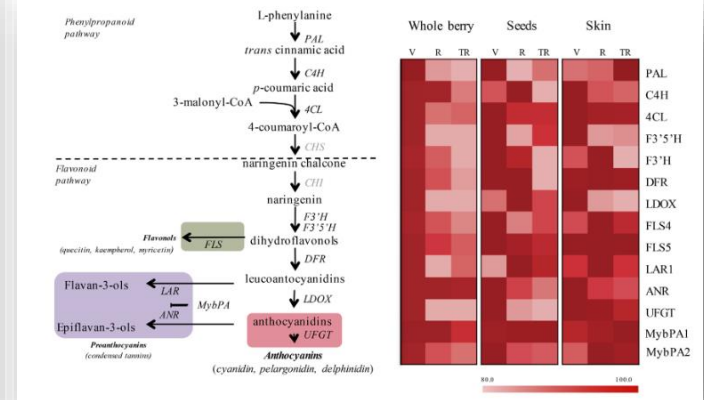 Phenylpropanoid
pathway
L-phenylanine
PAL
trans cinnamic acid
C4H
p-coumaric acid
3-malonyl-CoA
4CL
4-coumaroyl-CoA
CHS
naringenin chalcone
Flavonoid
pathway
CHI
naringenin
F3'H
F3'5'H
Flavonols
(quecitin, kaempherol, myricetin)
FLS
dihydroflavonols
DFR
leucoantocyanidins
Flavan-3-ols
LAR
MybPA
ANR
Epiflavan-3-ols
LDOX
anthocyanidins
UFGT
Proanthocyanins
(condensed tannins)
Anthocyanins
(cyanidin, pelargonidin, delphinidin)
Whole berry Seeds Skin
V R TR V R TR V R TR
PAL
C4H
4CL
F3'5'H
F3'H
DFR
LDOX
FLS4
FLS5
LAR1
ANR
UFGT
MybPA1
MybPA2
80.0 100.0